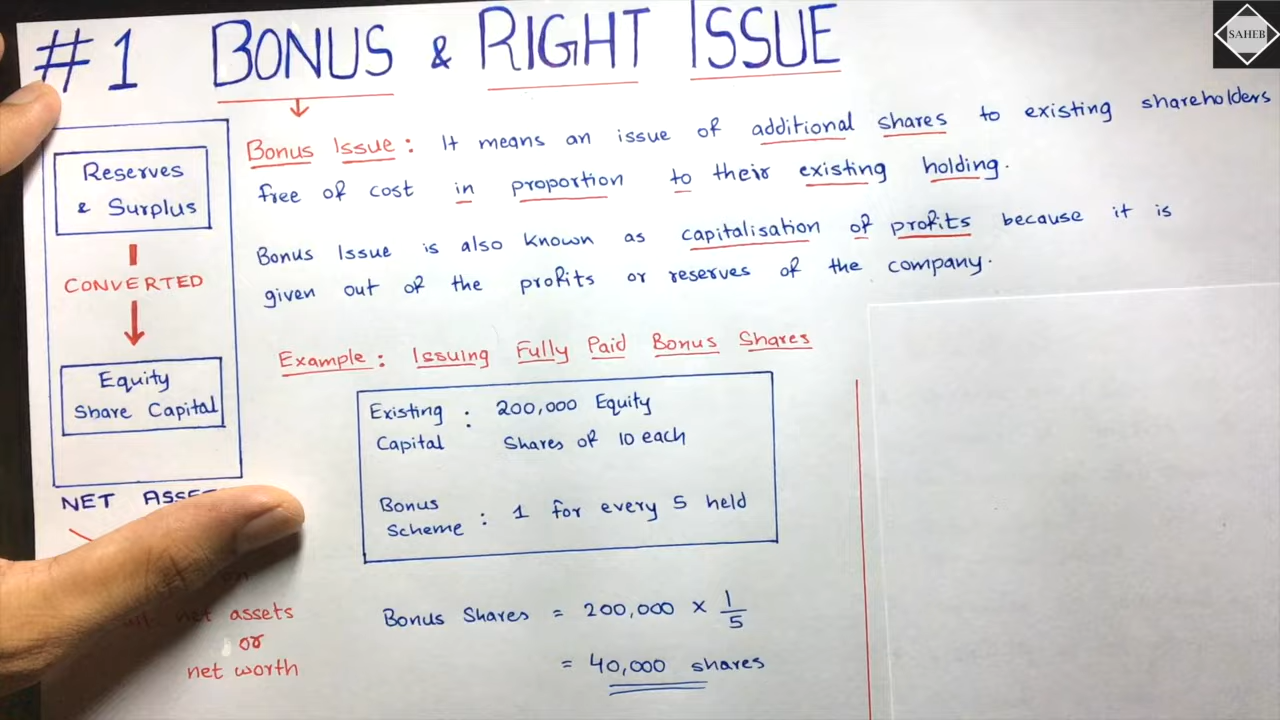 #1 BONUS & RIGHT ISSUE
SAHEB
Reserves
& Surplus
CONVERTED
Equity
Share Capital
NET
net assets
or
net worth
Bonus Issue : It means an issue of additional shares to existing shareholders
free of cost in proportion to their existing holding.
Bonus Issue is also known as capitalisation of profits because it is
given out of the profits or reserves of the company.
Example : Issuing Fully Paid Bonus Shares
Existing : 200,000 Equity
Capital Shares of 10 each
Bonus
Scheme : 1 for every 5 held
Bonus Shares = 200,000 × 1/5
= 40,000 shares